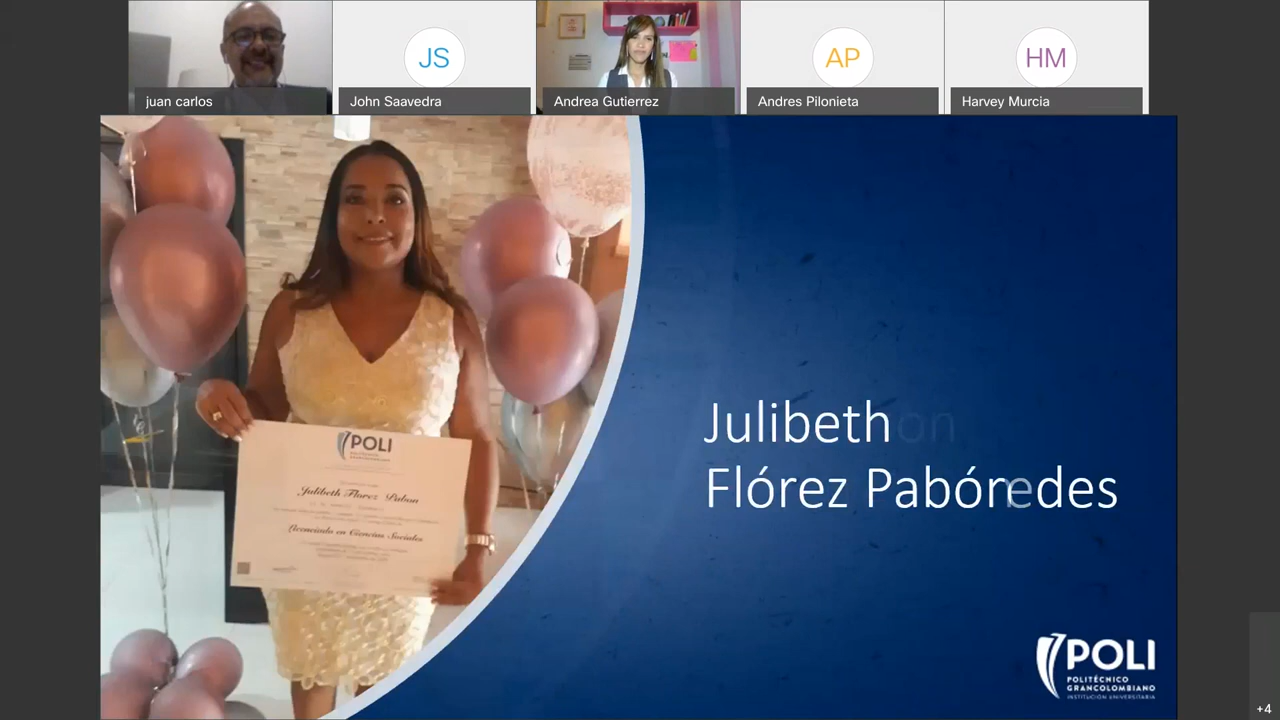 JS
AP
HM
juan carlos
John Saavedra
Andrea Gutierrez
Andres Pilonieta
Harvey Murcia
POLI
Julibeth Florez Pabon
Licenciado en Ciencias Sociales
Julibeth
Flórez Pabón
POLI
POLITÉCNICO
GRANCOLOMBIANO
INSTITUCIÓN UNIVERSITARIA
+4